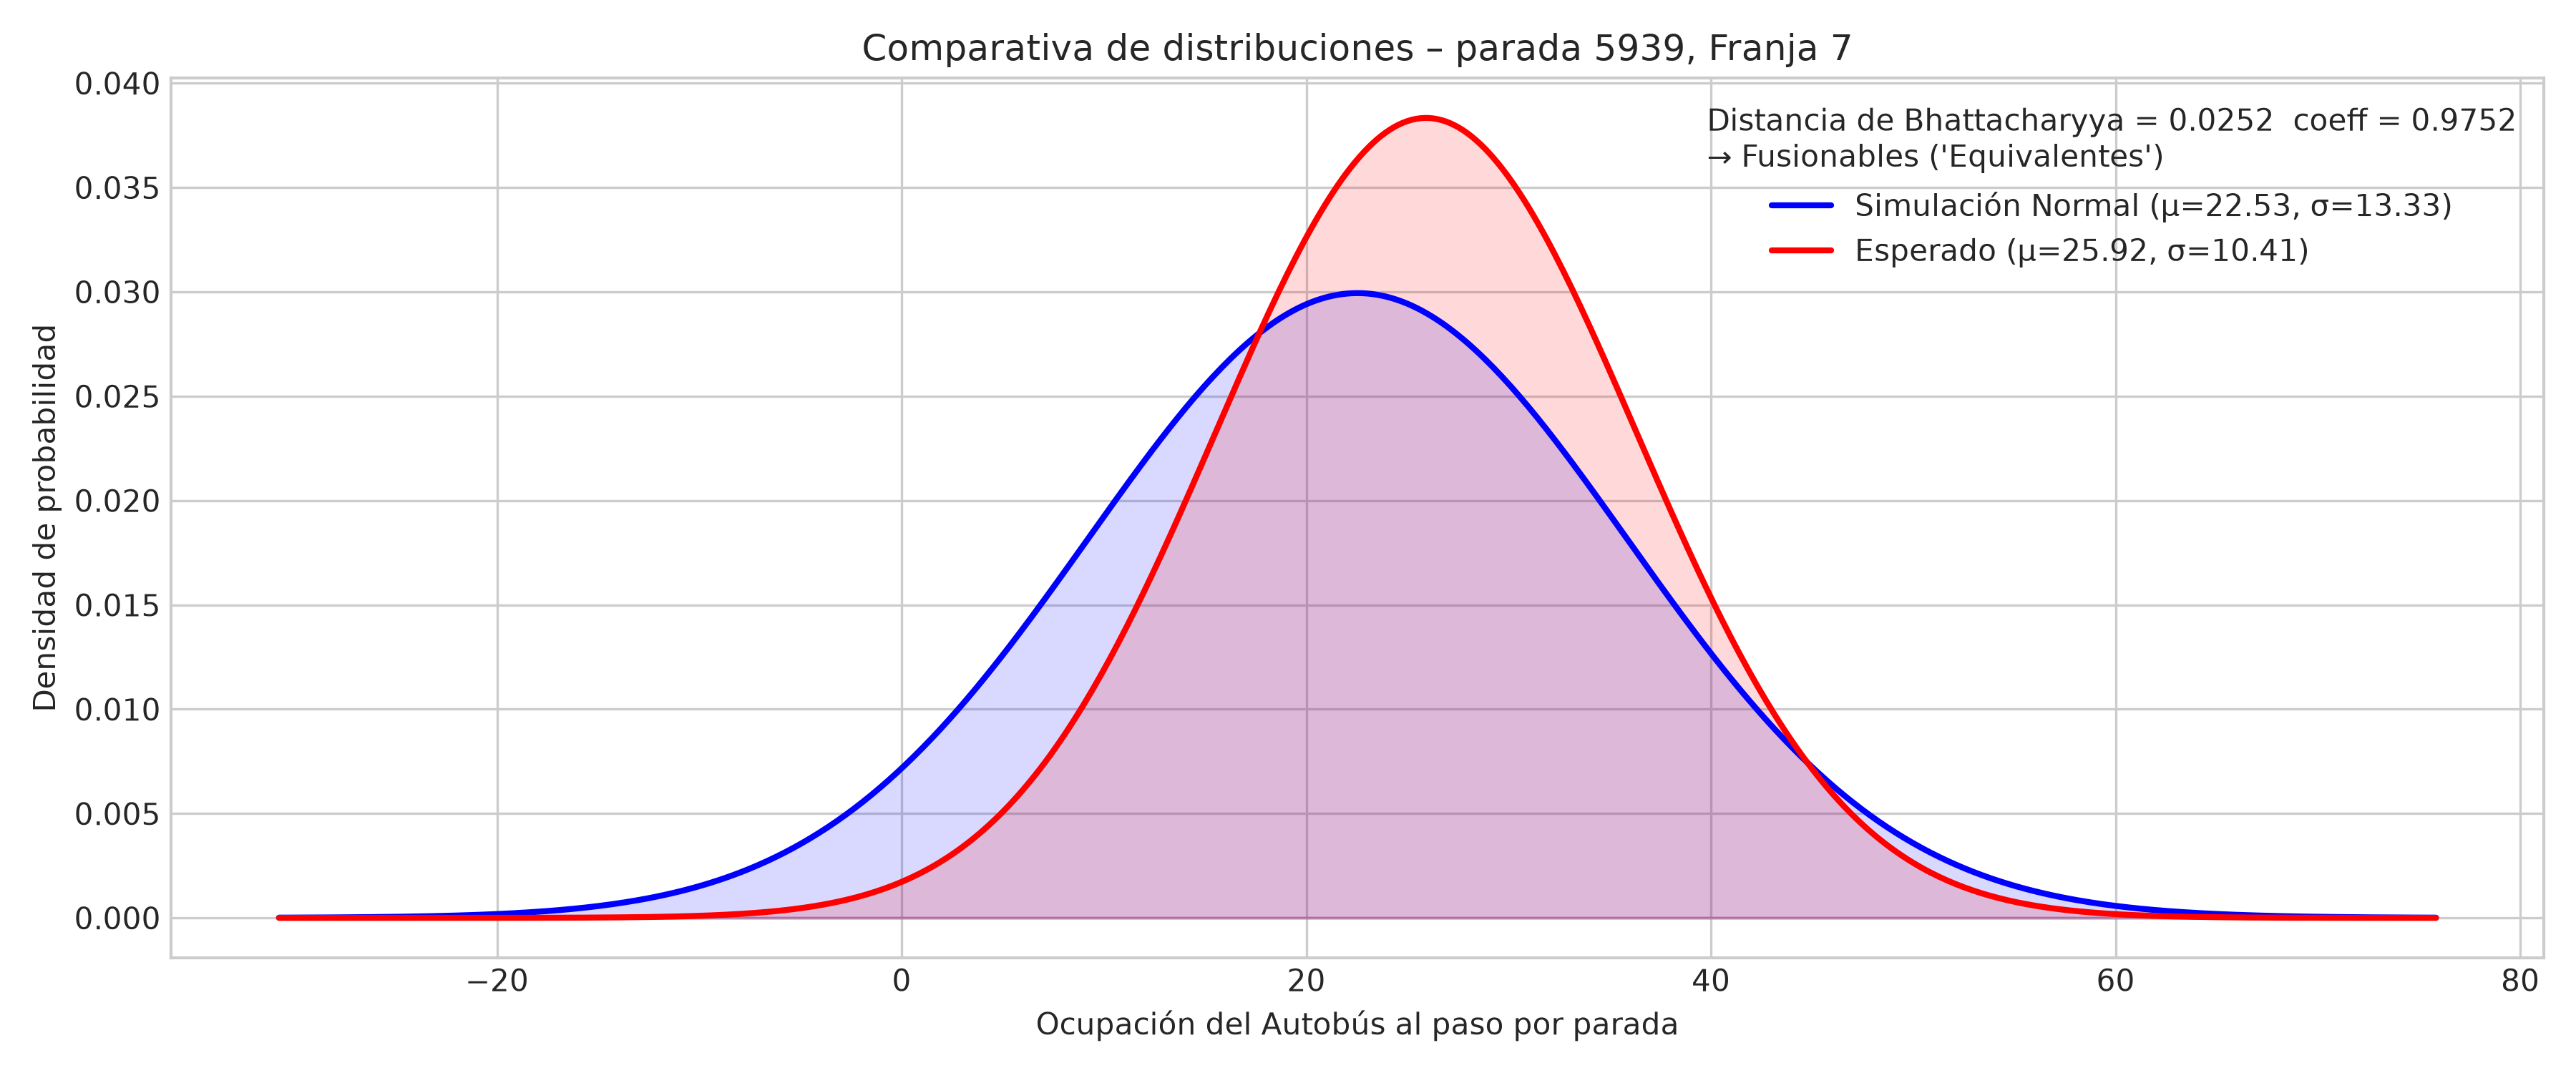 Comparativa de distribuciones – parada 5939, Franja 7
Distancia de Bhattacharyya = 0.0252  coeff = 0.9752
→ Fusionables ('Equivalentes')
Simulación Normal (μ=22.53, σ=13.33)
Esperado (μ=25.92, σ=10.41)
Densidad de probabilidad
0.040
0.035
0.030
0.025
0.020
0.015
0.010
0.005
0.000
−20
0
20
40
60
80
Ocupación del Autobús al paso por parada